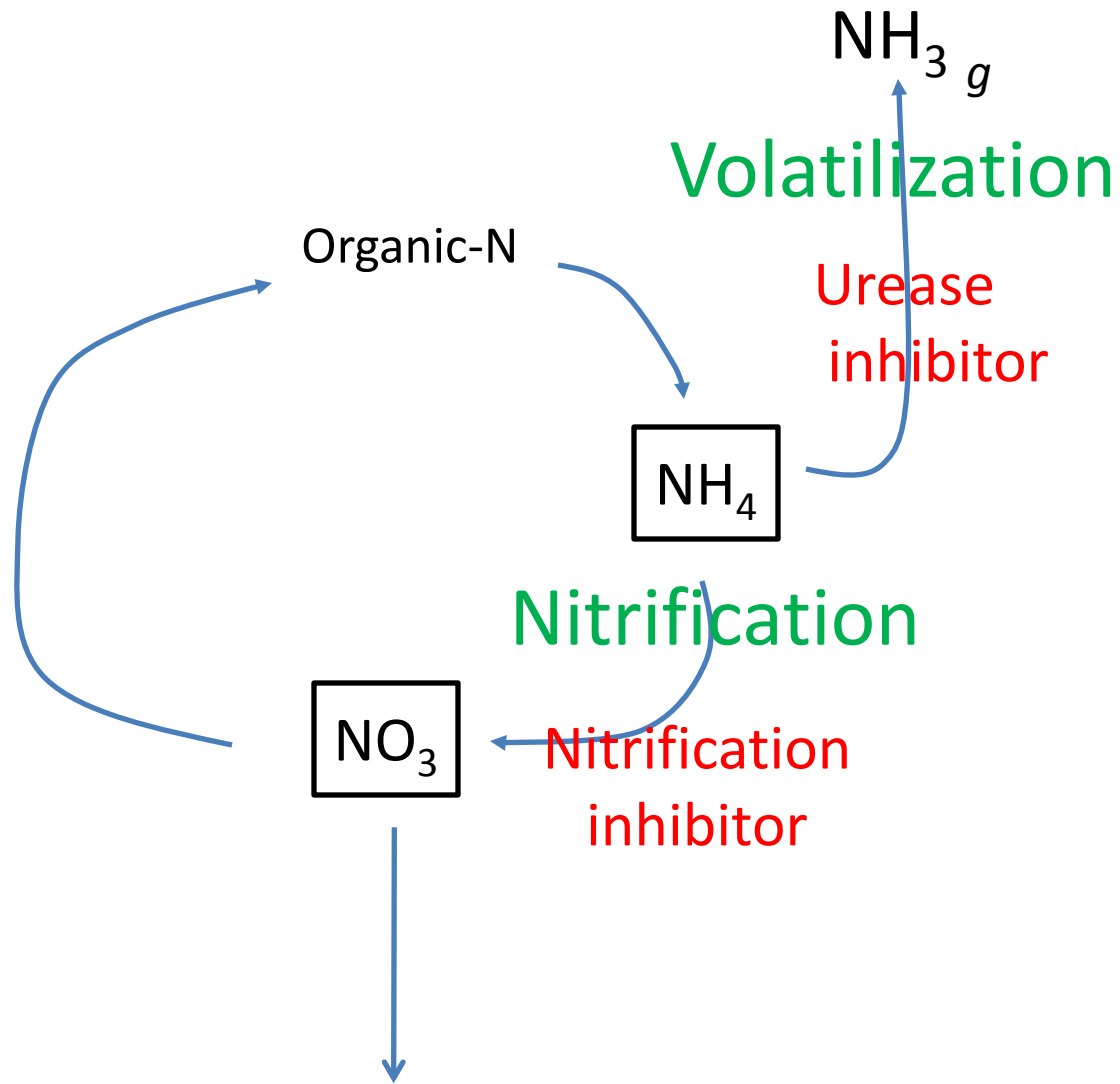 NH₃ g
Volatilization
Organic-N
Urease
inhibitor
NH₄
Nitrification
NO₃
Nitrification
inhibitor